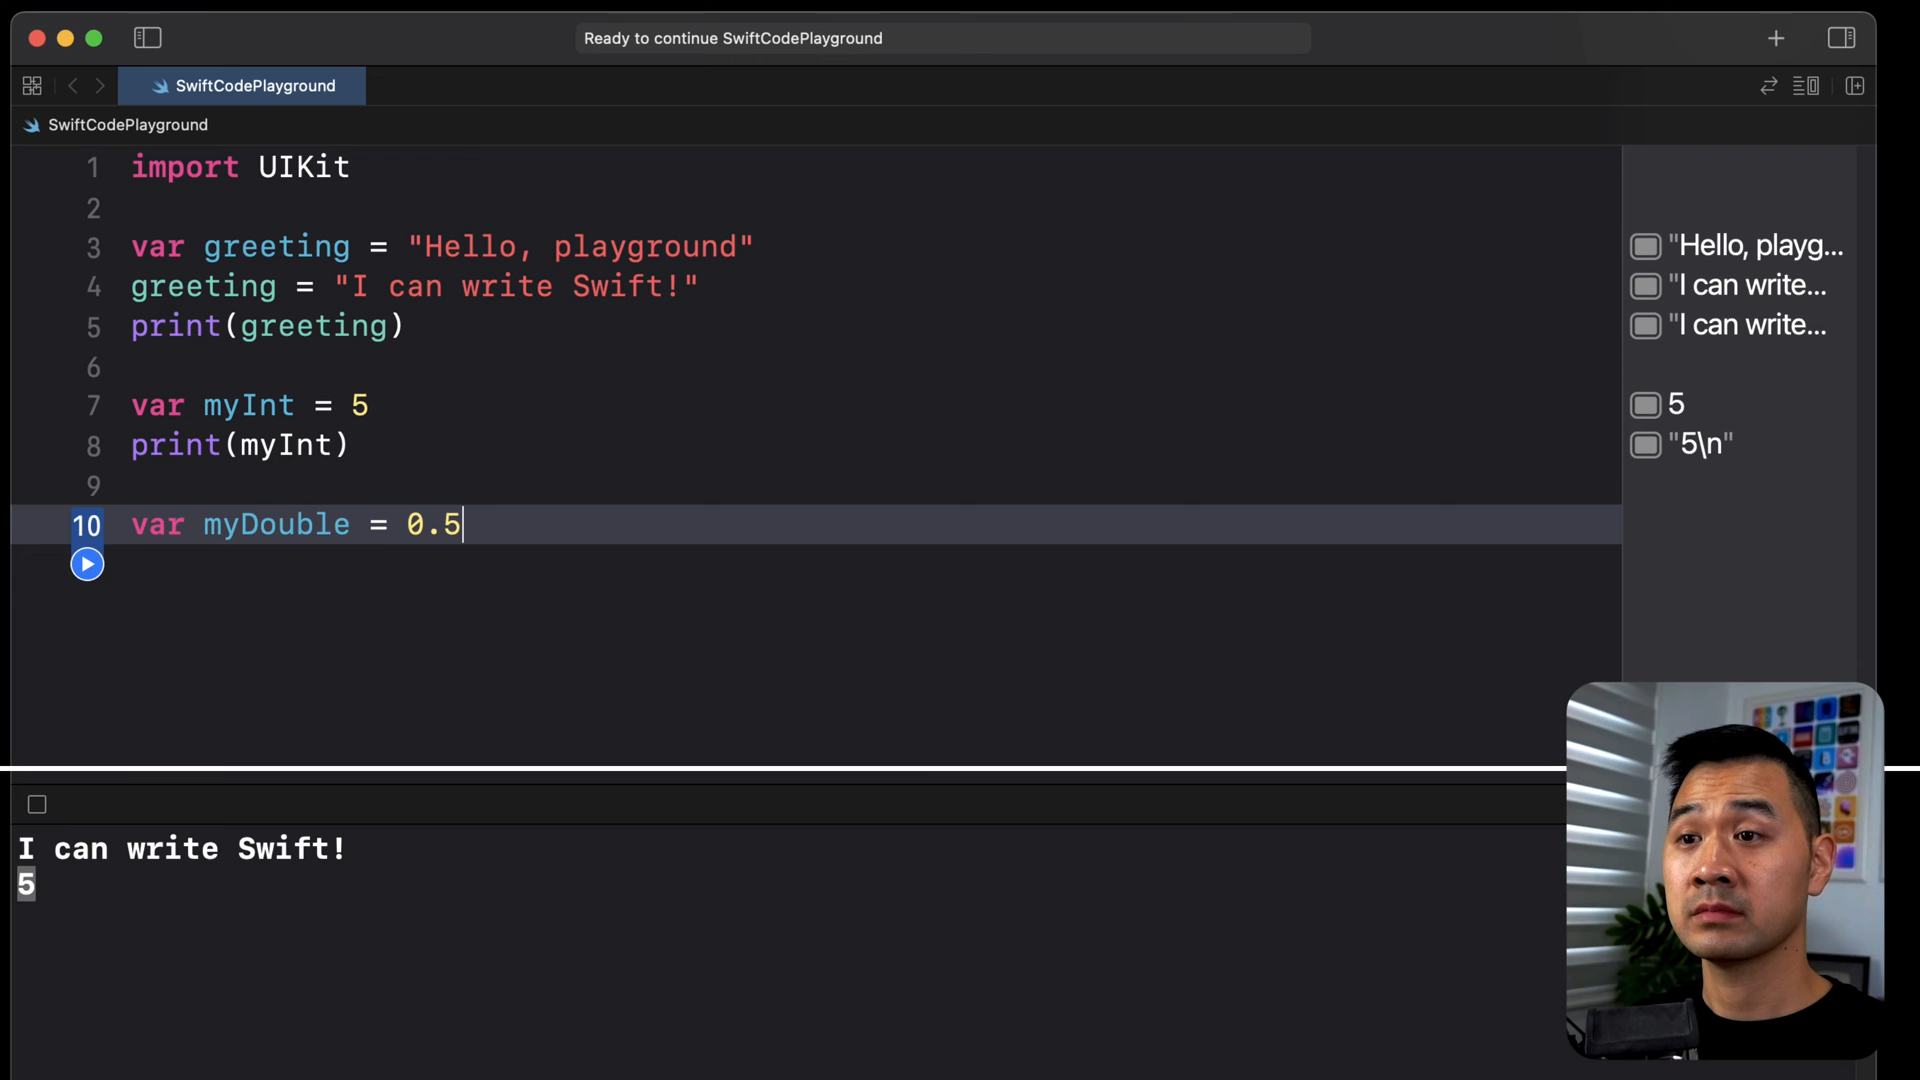 Ready to continue SwiftCodePlayground
SwiftCodePlayground
SwiftCodePlayground
1 import UIKit
2
3 var greeting = "Hello, playground"
"Hello, playg...
4 greeting = "I can write Swift!"
"I can write...
5 print(greeting)
"I can write...
6
7 var myInt = 5
5
8 print(myInt)
"5\n"
9
10 var myDouble = 0.5
I can write Swift!
5